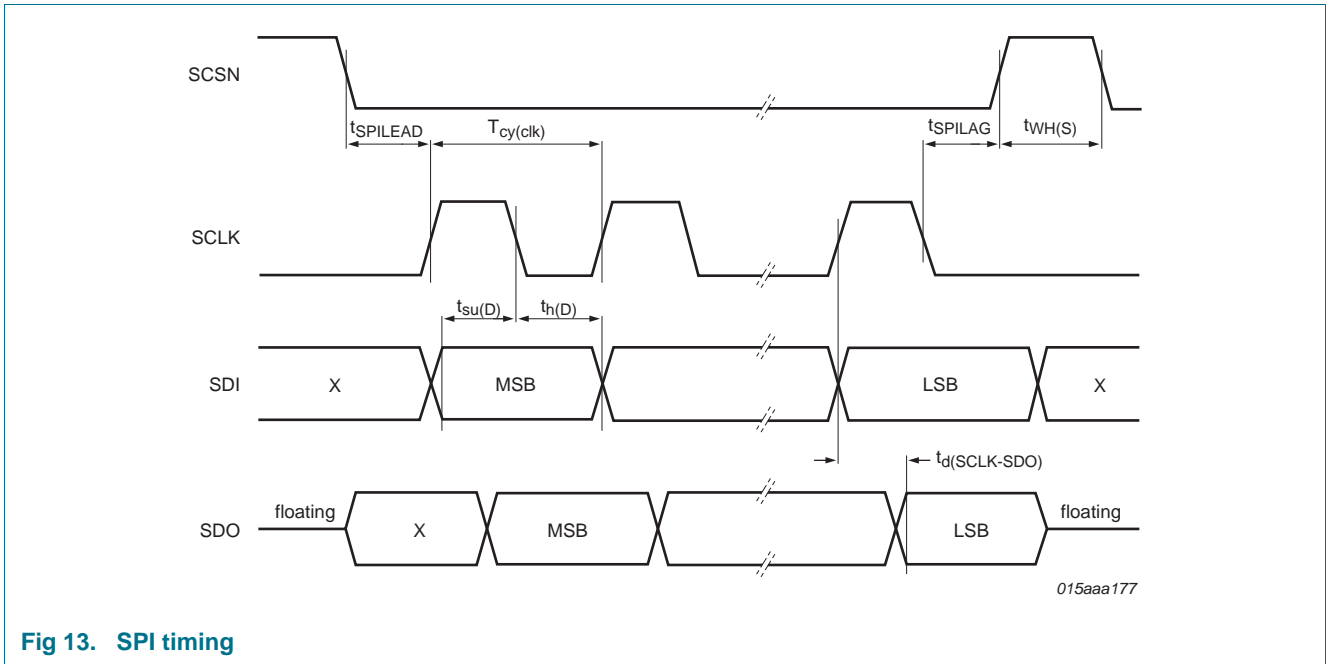 SCSN
tSPILEAD
Tcy(clk)
tSPILAG
tWH(S)
SCLK
tsu(D)
th(D)
SDI
X
MSB
LSB
X
td(SCLK-SDO)
SDO
floating
X
MSB
LSB
floating
015aaa177
Fig 13. SPI timing